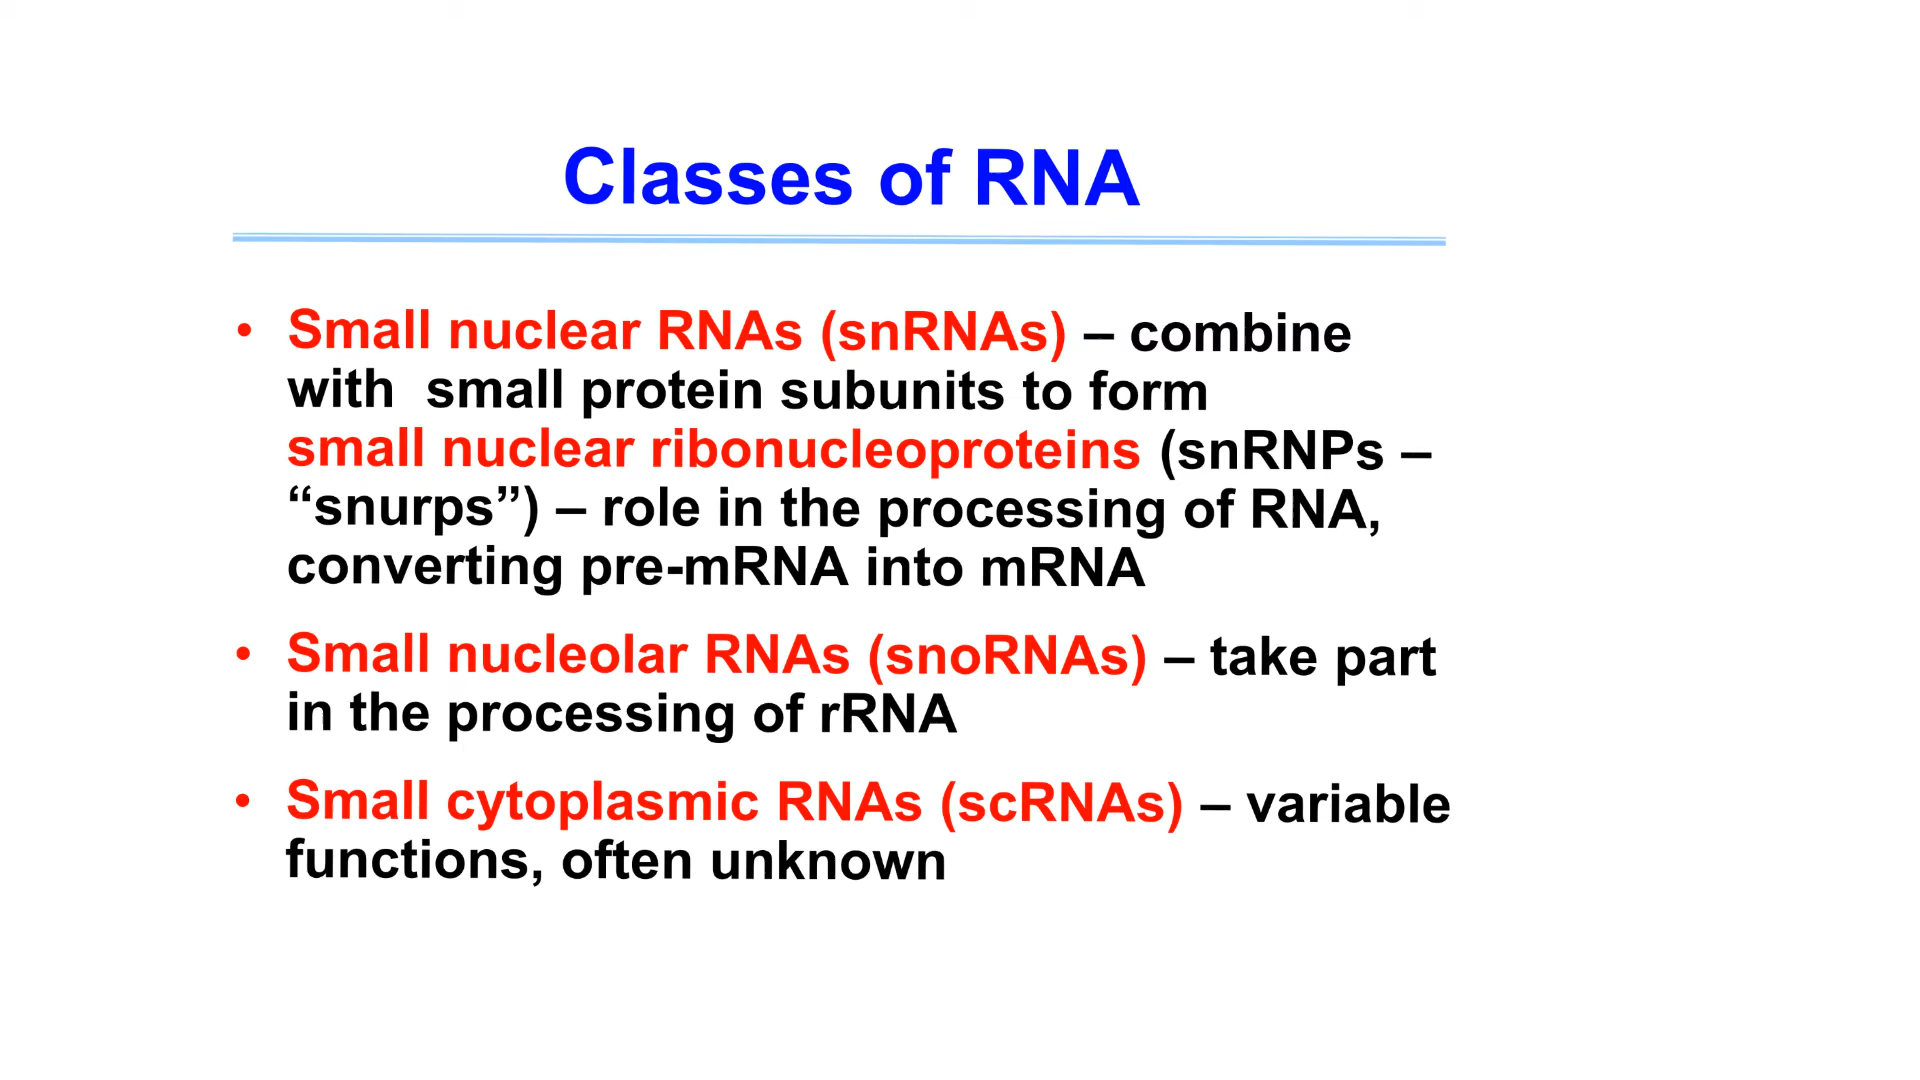 Classes of RNA
• Small nuclear RNAs (snRNAs) – combine
with small protein subunits to form
small nuclear ribonucleoproteins (snRNPs –
“snurps”) – role in the processing of RNA,
converting pre-mRNA into mRNA
• Small nucleolar RNAs (snoRNAs) – take part
in the processing of rRNA
• Small cytoplasmic RNAs (scRNAs) – variable
functions, often unknown